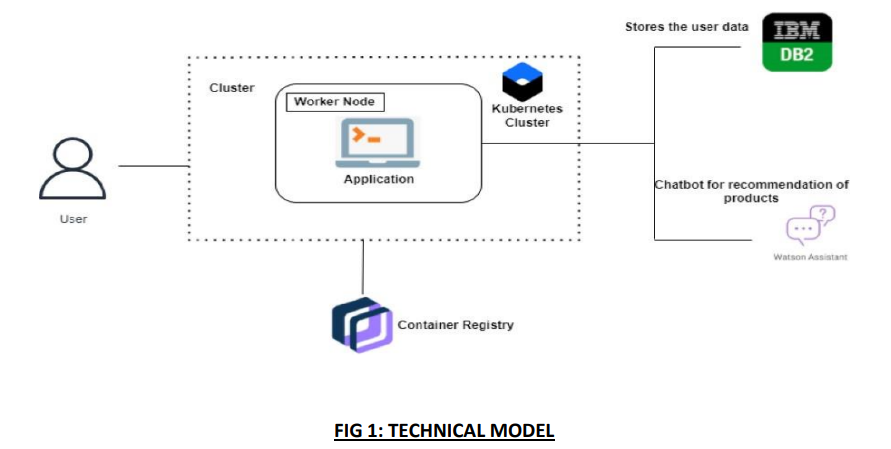 Stores the user data
IBM
DB2
Cluster
Worker Node
Kubernetes
Cluster
Application
User
Chatbot for recommendation of
products
?
Watson Assistant
Container Registry
FIG 1: TECHNICAL MODEL